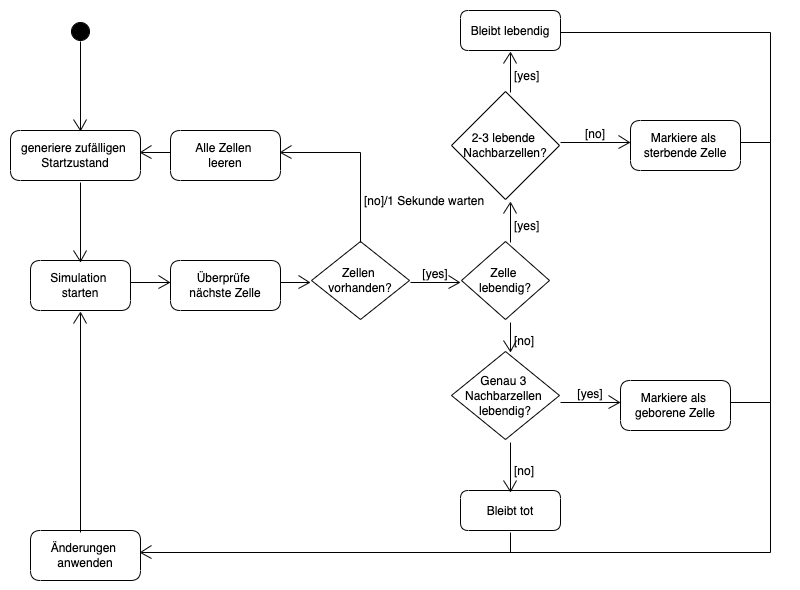 Bleibt lebendig
[yes]
2-3 lebende
Nachbarzellen?
[no]
Markiere als
sterbende Zelle
generiere zufälligen
Startzustand
Alle Zellen
leeren
[no]/1 Sekunde warten
[yes]
Simulation
starten
Überprüfe
nächste Zelle
Zellen
vorhanden?
[yes]
Zelle
lebendig?
[no]
Genau 3
Nachbarzellen
lebendig?
[yes]
Markiere als
geborene Zelle
[no]
Bleibt tot
Änderungen
anwenden